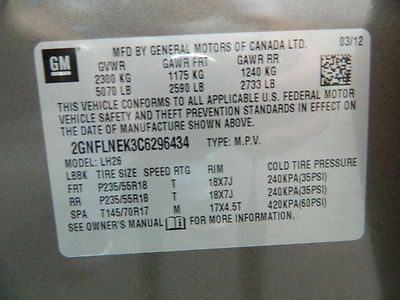 GM
MFD BY GENERAL MOTORS OF CANADA LTD.
03/12
GVWR GAWR FRT GAWR RR
2300 KG 1175 KG 1240 KG
5070 LB 2590 LB 2733 LB
THIS VEHICLE CONFORMS TO ALL APPLICABLE U.S. FEDERAL MOTOR
VEHICLE SAFETY AND THEFT PREVENTION STANDARDS IN EFFECT ON
THE DATE OF MANUFACTURE SHOWN ABOVE.
2GNFLNEK3C6296434 TYPE: M.P.V.
MODEL: LH26
LBBK TIRE SIZE SPEED RTG RIM COLD TIRE PRESSURE
FRT P235/55R18 T 18X7J 240KPA(35PSI)
RR P235/55R18 T 18X7J 240KPA(35PSI)
SPA T145/70R17 M 17X4.5T 420KPA(60PSI)
SEE OWNER'S MANUAL FOR MORE INFORMATION.